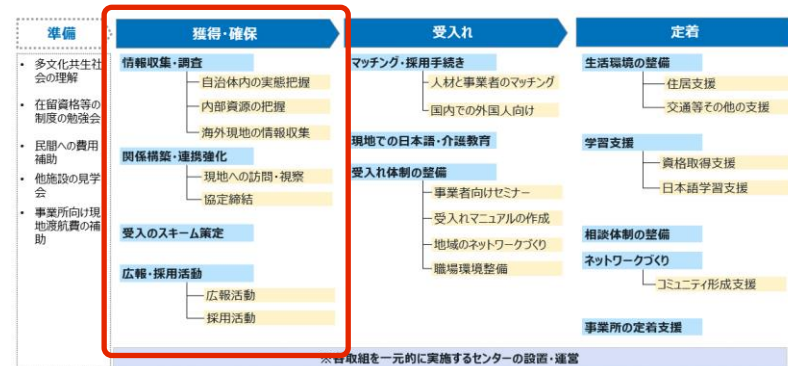 準備
・ 多文化共生社
会の理解
・ 在留資格等の
制度の勉強会
・ 民間への費用
補助
・ 他施設の見学
会
・ 事業所向け現
地渡航費の補
助
獲得・確保
情報収集・調査
自治体内の実態把握
内部資源の把握
海外現地の情報収集
関係構築・連携強化
現地への訪問・視察
協定締結
受入のスキーム策定
広報・採用活動
広報活動
採用活動
受入れ
マッチング・採用手続き
人材と事業者のマッチング
国内での外国人向け
現地での日本語・介護教育
受入れ体制の整備
事業者向けセミナー
受入れマニュアルの作成
地域のネットワークづくり
職場環境整備
定着
生活環境の整備
住居支援
交通等その他の支援
学習支援
資格取得支援
日本語学習支援
相談体制の整備
ネットワークづくり
コミュニティ形成支援
事業所の定着支援
※各取組を一元的に実施するセンターの設置・運営